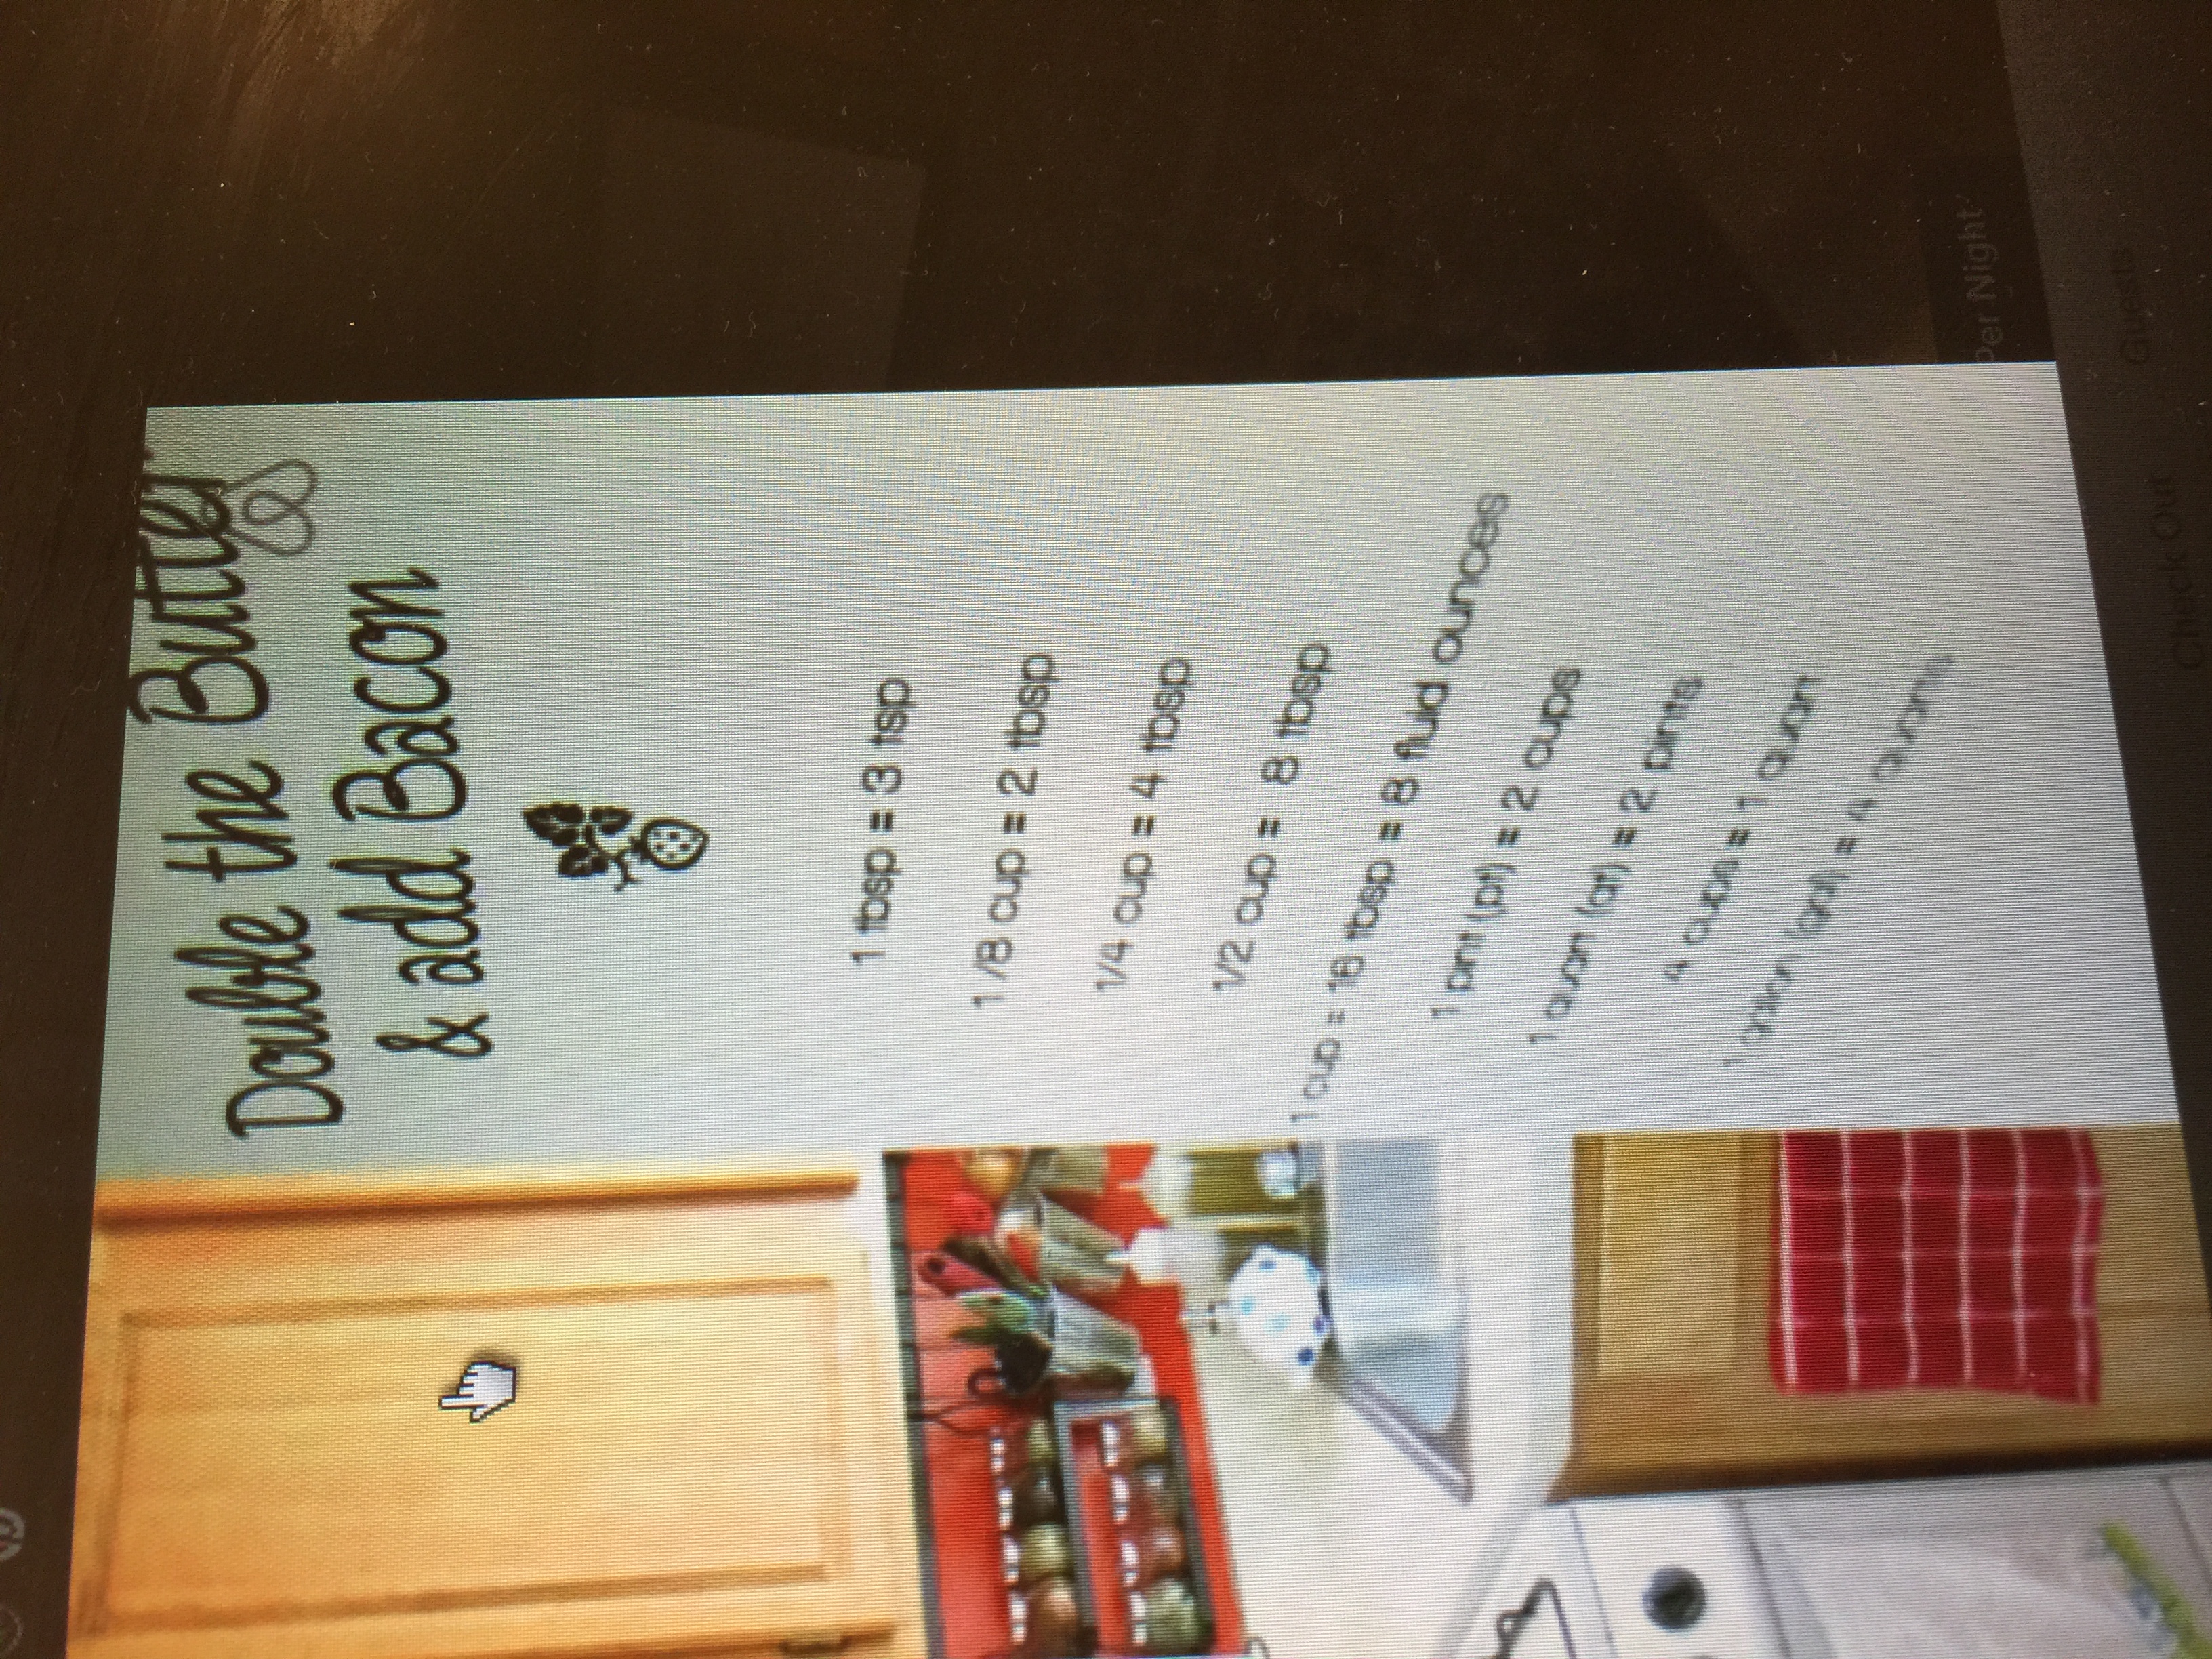 Double the Butter
& add Bacon
1 tbsp = 3 tsp
1/8 cup = 2 tbsp
1/4 cup = 4 tbsp
1/2 cup = 8 tbsp
1 cup = 16 tbsp = 8 fluid ounces
1 pint (pt) = 2 cups
1 quart (qt) = 2 pints
4 cups = 1 quart
1 gallon (gal) = 4 quarts
Per Night
Guests
Check Out